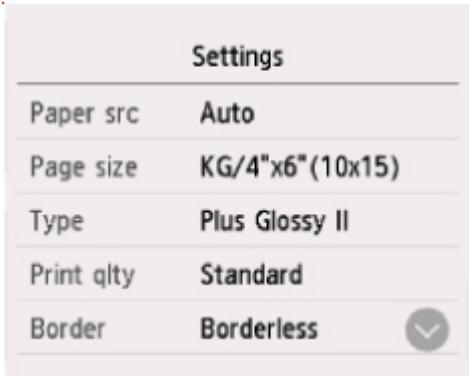 Settings
Paper src Auto
Page size KG/4"x6"(10x15)
Type Plus Glossy II
Print qlty Standard
Border Borderless